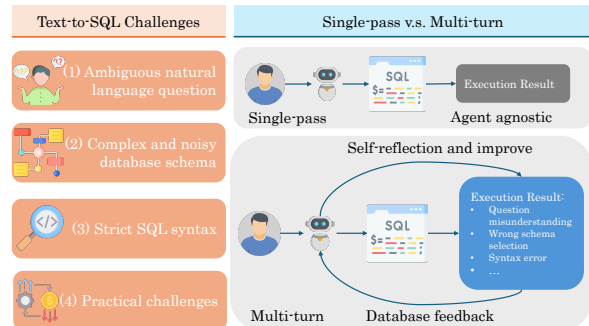 Text-to-SQL Challenges
(1) Ambiguous natural
language question
(2) Complex and noisy
database schema
(3) Strict SQL syntax
(4) Practical challenges
Single-pass v.s. Multi-turn
SQL
$=
Execution Result
Single-pass
Agent agnostic
Self-reflection and improve
SQL
$=
Execution Result:
• Question
misunderstanding
• Wrong schema
selection
• Syntax error
• …
Multi-turn
Database feedback